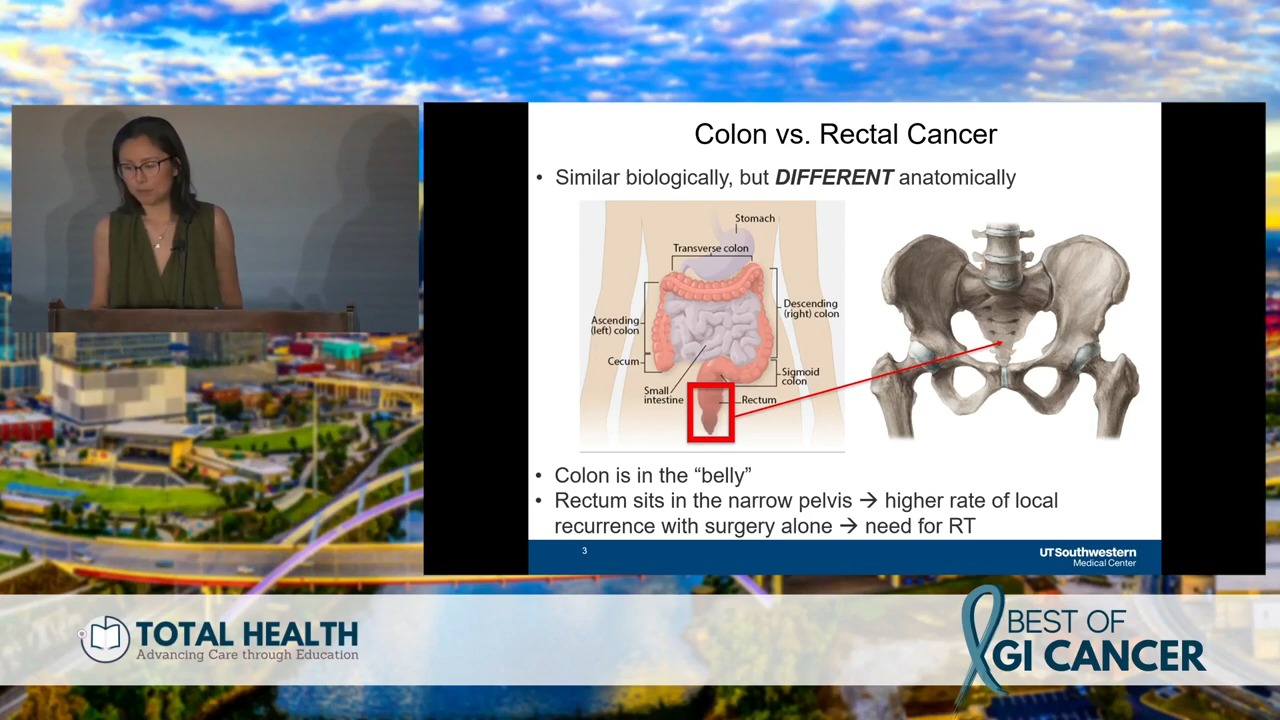 Colon vs. Rectal Cancer
• Similar biologically, but DIFFERENT anatomically
Stomach
Transverse colon
Ascending
(left) colon
Descending
(right) colon
Cecum
Small
intestine
Sigmoid
colon
Rectum
• Colon is in the “belly”
• Rectum sits in the narrow pelvis → higher rate of local
recurrence with surgery alone → need for RT
3
UTSouthwestern
Medical Center
TOTAL HEALTH
Advancing Care through Education
BEST OF
GI CANCER